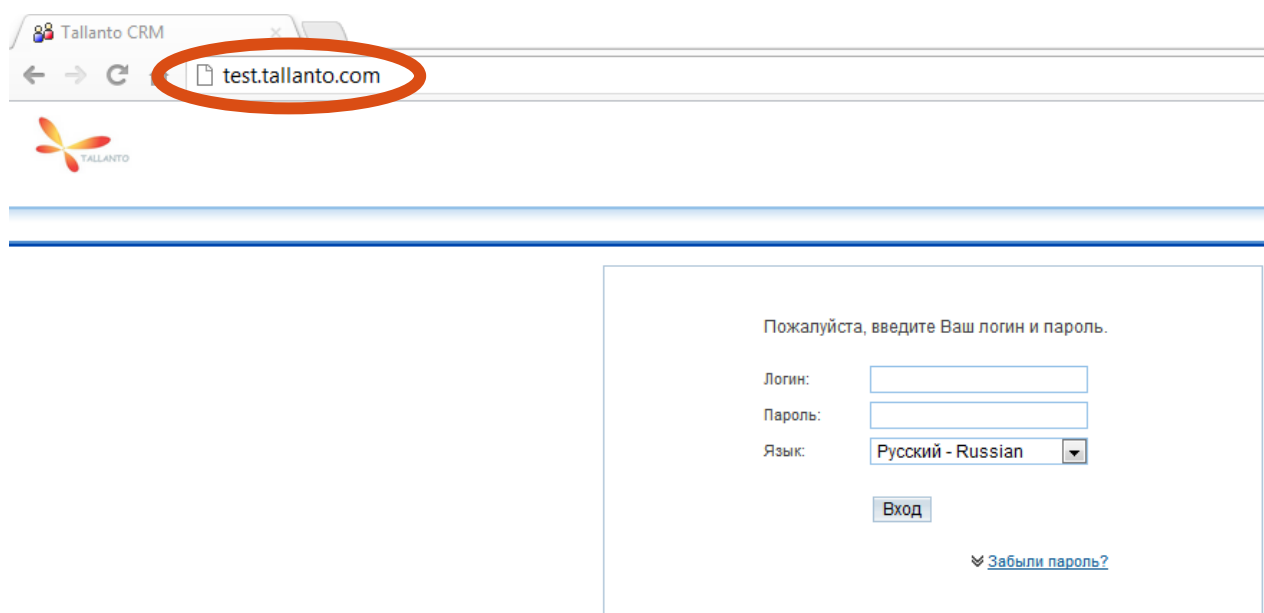 Tallanto CRM
test.tallanto.com
TALLANTO
Пожалуйста, введите Ваш логин и пароль.
Логин:
Пароль:
Язык: Русский - Russian
Вход
Забыли пароль?